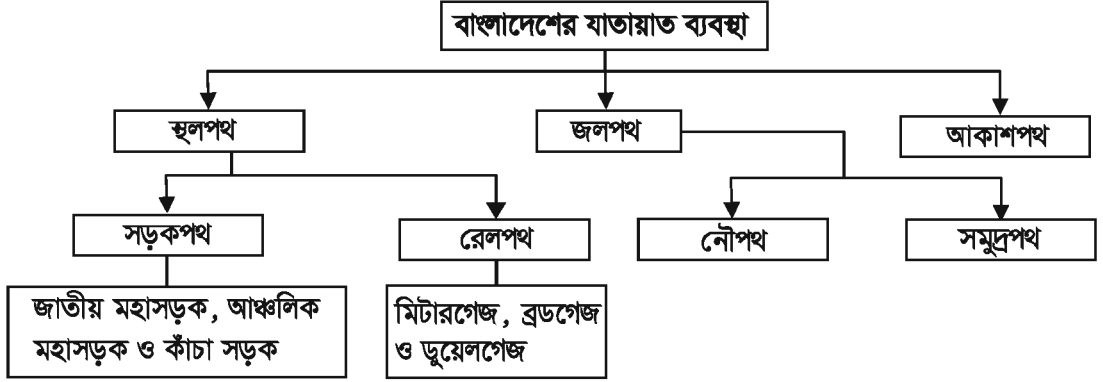 বাংলাদেশের যাতায়াত ব্যবস্থা
স্থলপথ
জলপথ
আকাশপথ
সড়কপথ
রেলপথ
নৌপথ
সমুদ্রপথ
জাতীয় মহাসড়ক, আঞ্চলিক
মহাসড়ক ও কাঁচা সড়ক
মিটারগেজ, ব্রডগেজ
ও ডুয়েলগেজ